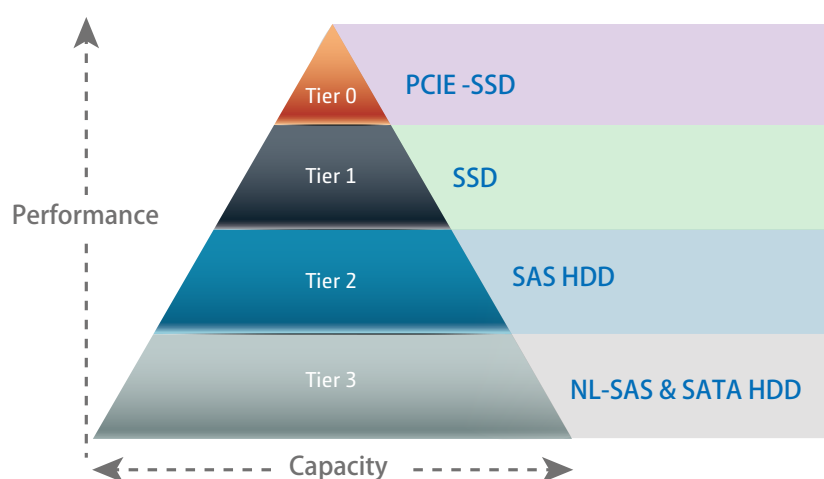 Tier 0
PCIE -SSD
Tier 1
SSD
Performance
Tier 2
SAS HDD
Tier 3
NL-SAS & SATA HDD
Capacity